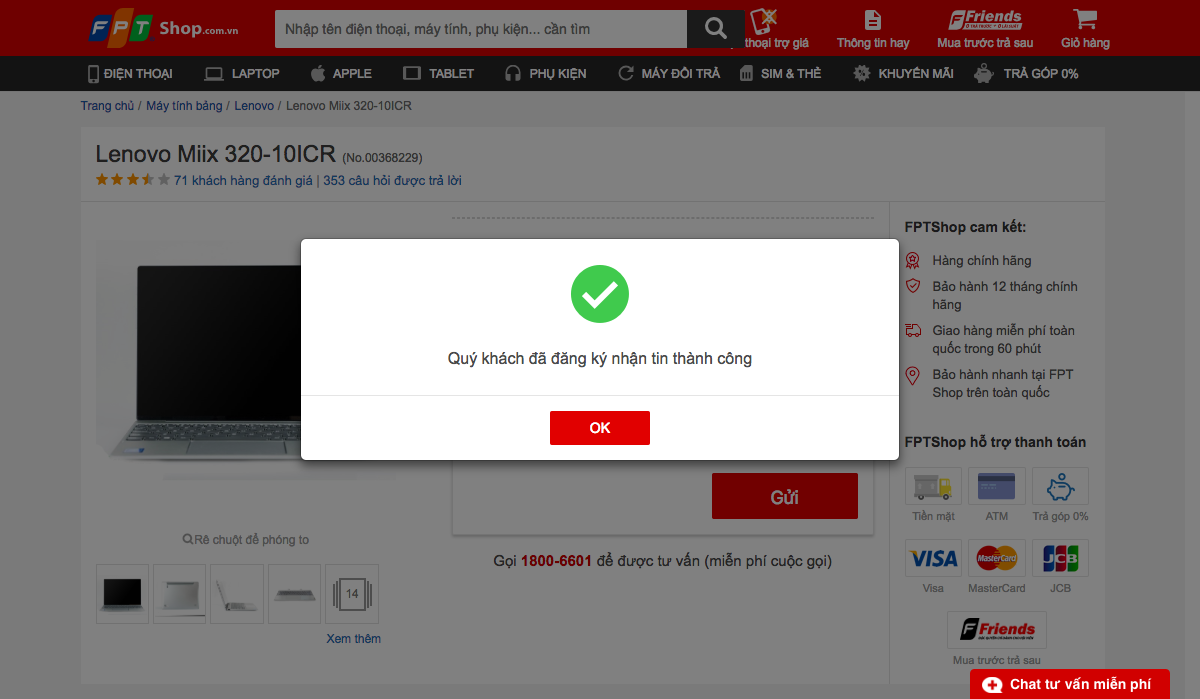 FPT Shop.com.vn
Nhập tên điện thoại, máy tính, phụ kiện... cần tìm
thoại trợ giá
Thông tin hay
Friends
Mua trước trả sau
Giỏ hàng
ĐIỆN THOẠI
LAPTOP
APPLE
TABLET
PHỤ KIỆN
MÁY ĐỔI TRẢ
SIM & THẺ
KHUYẾN MÃI
TRẢ GÓP 0%
Trang chủ / Máy tính bảng / Lenovo / Lenovo Miix 320-10ICR
Lenovo Miix 320-10ICR (No.00368229)
71 khách hàng đánh giá | 353 câu hỏi được trả lời
Quý khách đã đăng ký nhận tin thành công
OK
Gửi
Gọi 1800-6601 để được tư vấn (miễn phí cuộc gọi)
Rê chuột để phóng to
14
Xem thêm
FPTShop cam kết:
Hàng chính hãng
Bảo hành 12 tháng chính
hãng
Giao hàng miễn phí toàn
quốc trong 60 phút
Bảo hành nhanh tại FPT
Shop trên toàn quốc
FPTShop hỗ trợ thanh toán
Tiền mặt
ATM
Trả góp 0%
VISA
MasterCard
JCB
Visa
MasterCard
JCB
Friends
Mua trước trả sau
Chat tư vấn miễn phí